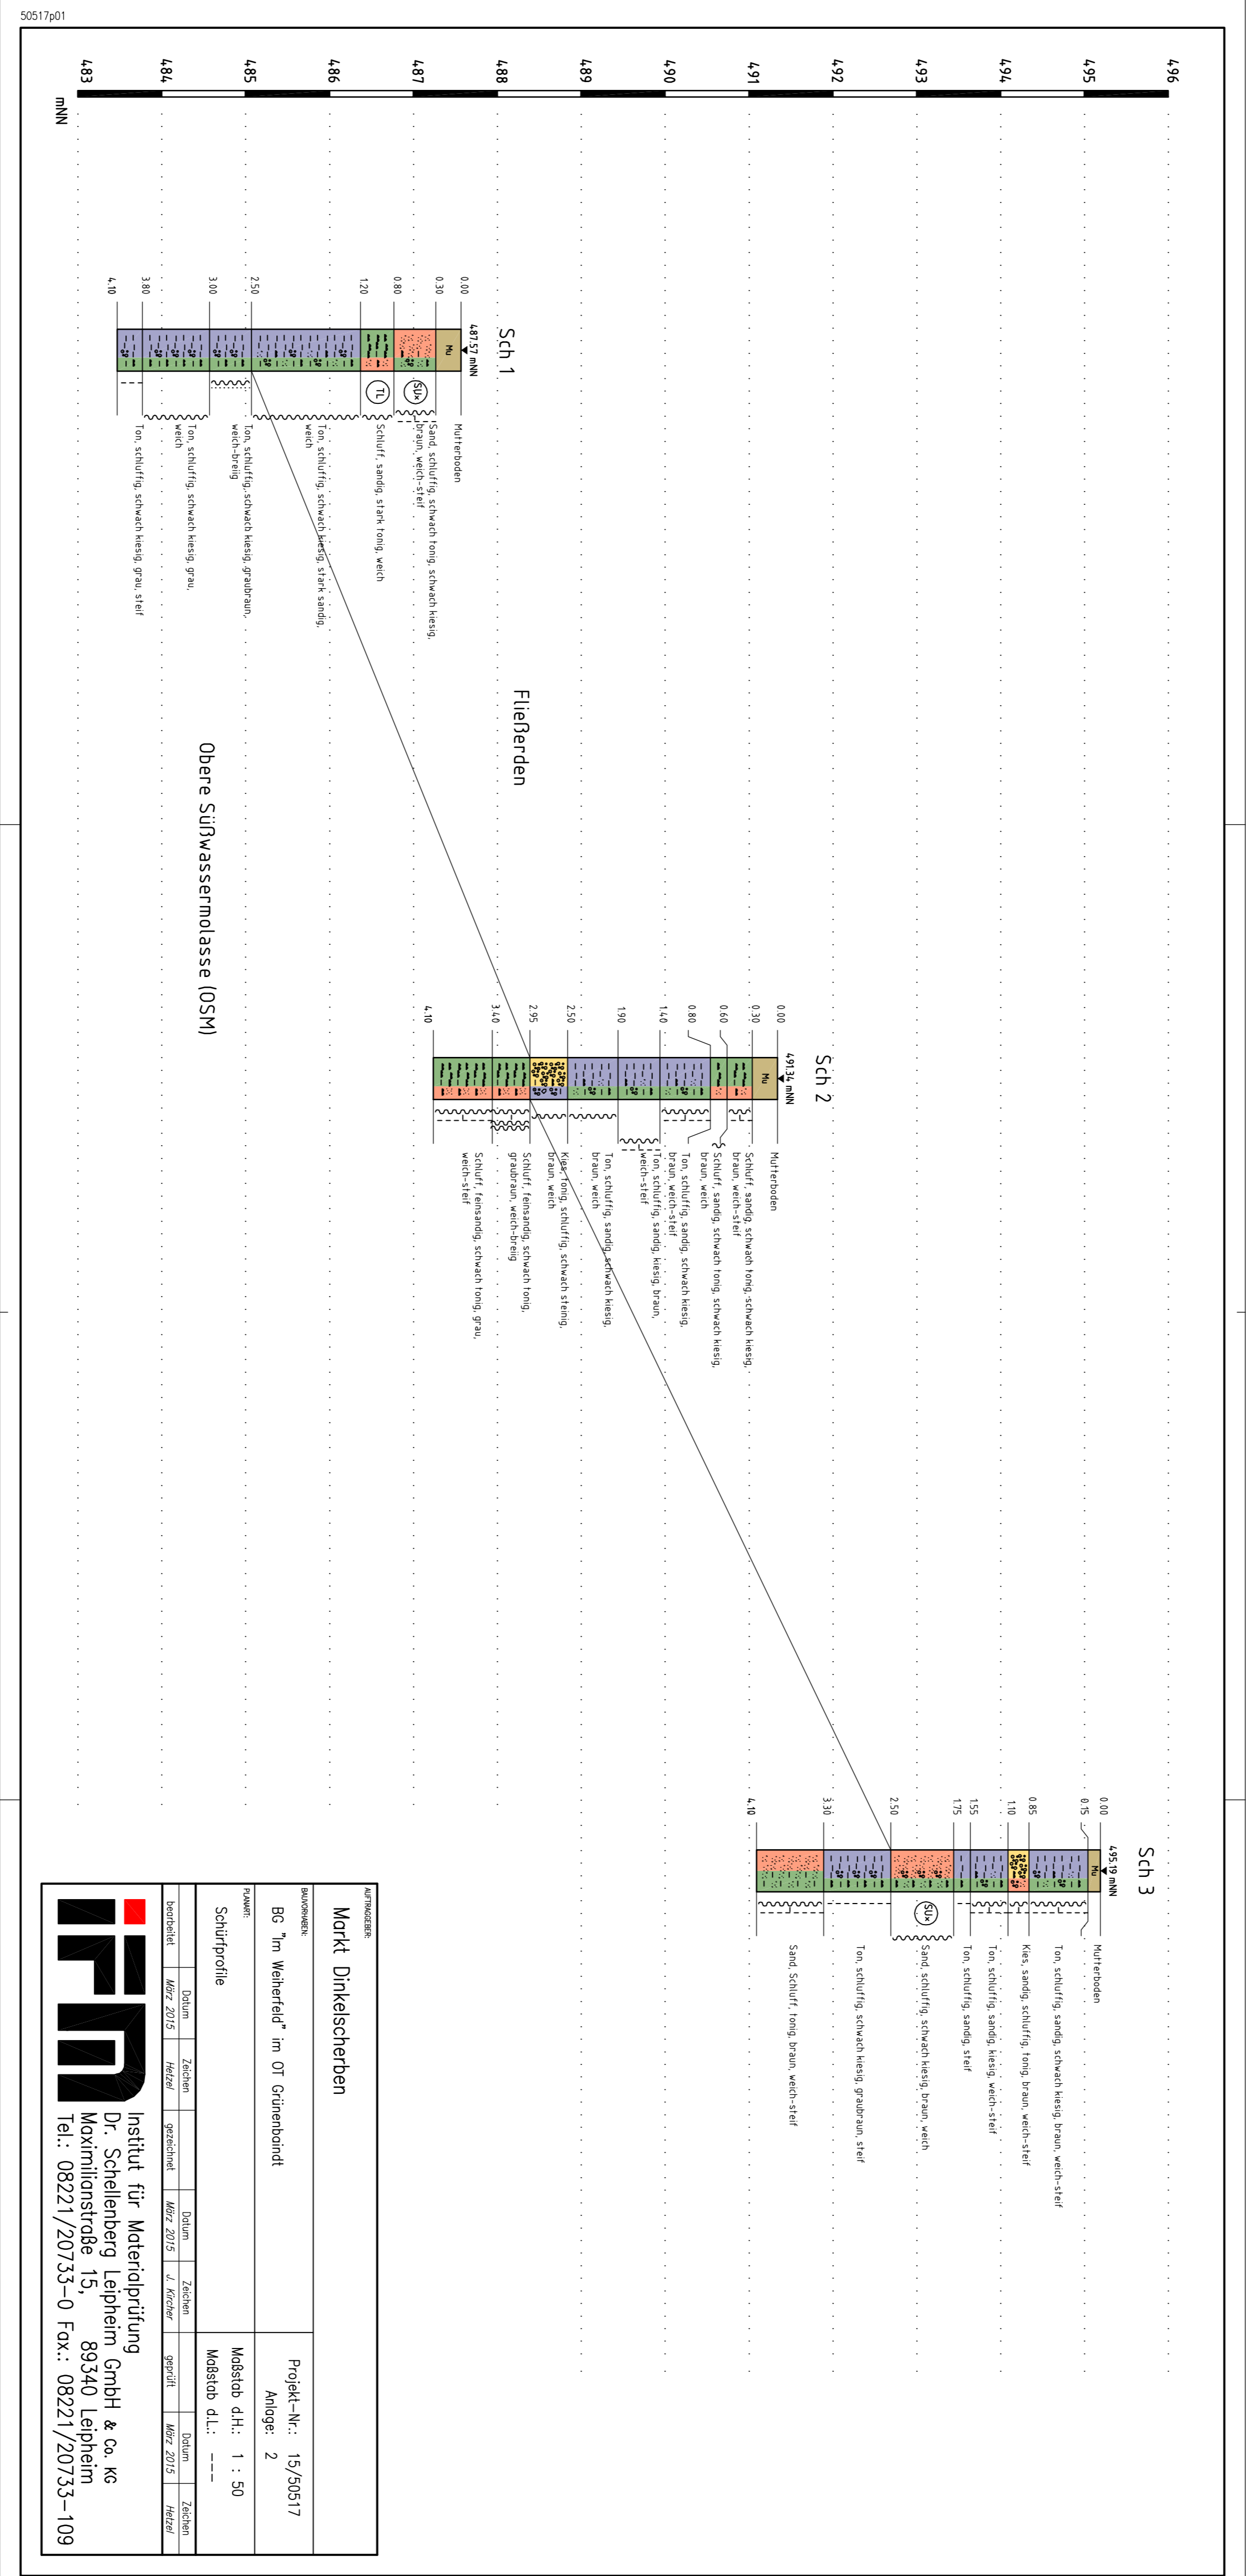 50517p01
496
495
494
493
492
491
490
489
488
487
486
485
484
483
mNN
Sch 1
487.57 mNN
0.00
0.30
0.80
1.20
2.50
3.00
3.80
4.10
Mu
SU*
TL
Mutterboden
Sand, schluffig, schwach tonig, schwach kiesig,
braun, weich-steif
Schluff, sandig, stark tonig, weich
Ton, schluffig, schwach kiesig, stark sandig,
weich
Ton, schluffig, schwach kiesig, graubraun,
weich-breiig
Ton, schluffig, schwach kiesig, grau,
weich
Ton, schluffig, schwach kiesig, grau, steif
Fließerden
Obere Süßwassermolasse (OSM)
Sch 2
491.34 mNN
0.00
0.30
0.60
0.80
1.40
1.90
2.50
2.95
3.40
4.10
Mu
Mutterboden
Schluff, sandig, schwach tonig, schwach kiesig,
braun, weich-steif
Schluff, sandig, schwach tonig, schwach kiesig,
braun, weich
Ton, schluffig, sandig, schwach kiesig,
braun, weich-steif
Ton, schluffig, sandig, kiesig, braun,
weich-steif
Ton, schluffig, sandig, schwach kiesig,
braun, weich
Kies, tonig, schluffig, schwach steinig,
braun, weich
Schluff, feinsandig, schwach tonig,
graubraun, weich-breiig
Schluff, feinsandig, schwach tonig, grau,
weich-steif
Sch 3
495.19 mNN
0.00
0.15
0.85
1.10
1.55
1.75
2.50
3.30
4.10
Mu
SU*
Mutterboden
Ton, schluffig, sandig, schwach kiesig, braun, weich-steif
Kies, sandig, schluffig, tonig, braun, weich-steif
Ton, schluffig, sandig, kiesig, weich-steif
Ton, schluffig, sandig, steif
Sand, schluffig, schwach kiesig, braun, weich
Ton, schluffig, schwach kiesig, graubraun, steif
Sand, Schluff, tonig, braun, weich-steif
AUFTRAGGEBER:
Markt Dinkelscherben
BAUVORHABEN:
BG "Im Weiherfeld" im OT Grünenbaindt
Projekt-Nr.: 15/50517
Anlage: 2
PLANART:
Schürfprofile
Maßstab d.H.: 1 : 50
Maßstab d.L.: ---
Datum Zeichen Datum Zeichen Datum Zeichen
bearbeitet März 2015 Hetzel gezeichnet März 2015 J. Kircher geprüft März 2015 Hetzel
IFM
Institut für Materialprüfung
Dr. Schellenberg Leipheim GmbH & Co. KG
Maximilianstraße 15, 89340 Leipheim
Tel.: 08221/20733-0 Fax.: 08221/20733-109